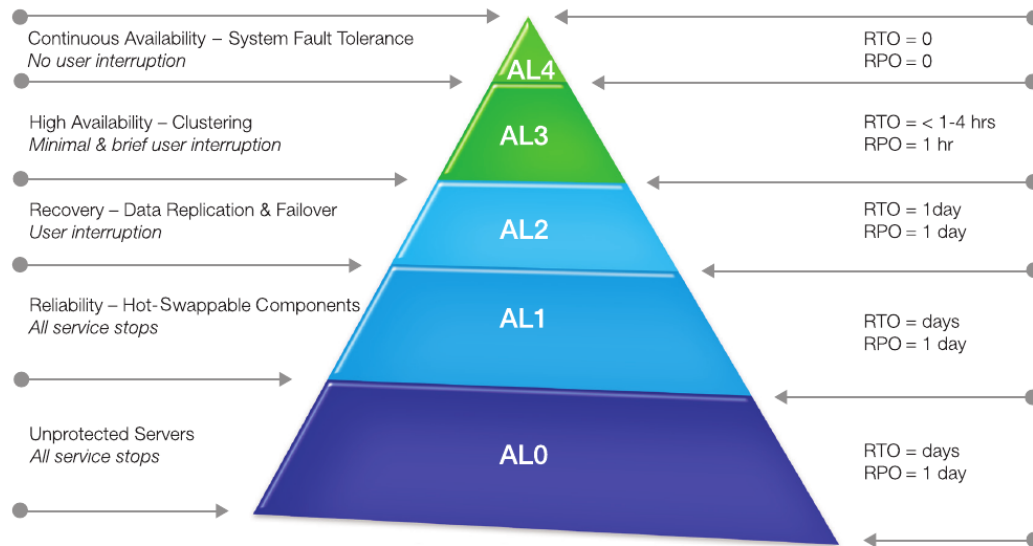 Continuous Availability – System Fault Tolerance
No user interruption
AL4
RTO = 0
RPO = 0
High Availability – Clustering
Minimal & brief user interruption
AL3
RTO = < 1-4 hrs
RPO = 1 hr
Recovery – Data Replication & Failover
User interruption
AL2
RTO = 1day
RPO = 1 day
Reliability – Hot-Swappable Components
All service stops
AL1
RTO = days
RPO = 1 day
Unprotected Servers
All service stops
AL0
RTO = days
RPO = 1 day